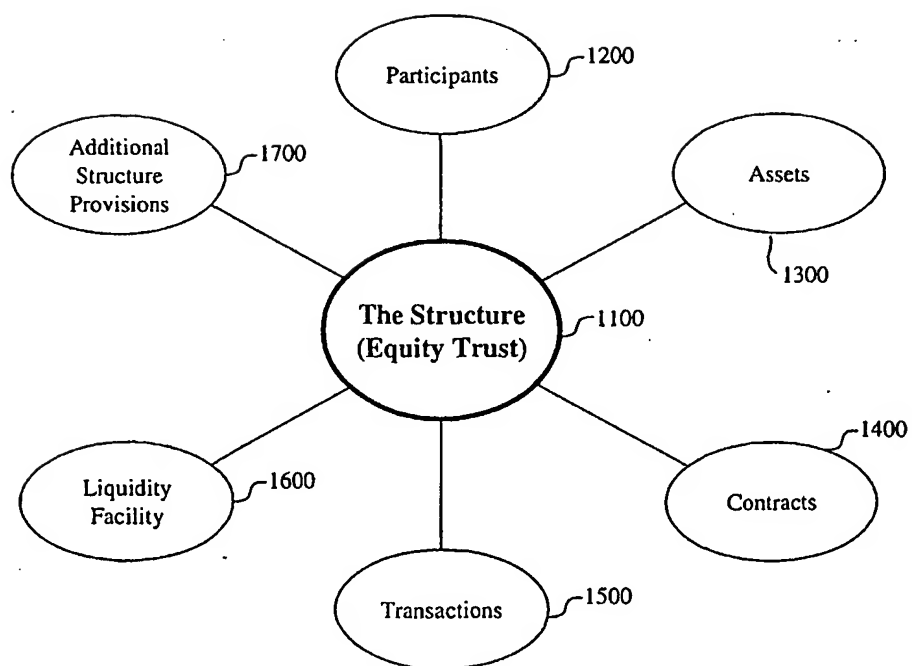 Participants
1200
Additional
Structure
Provisions
1700
Assets
1300
The Structure
(Equity Trust)
1100
1400
Contracts
Liquidity
Facility
1600
Transactions
1500